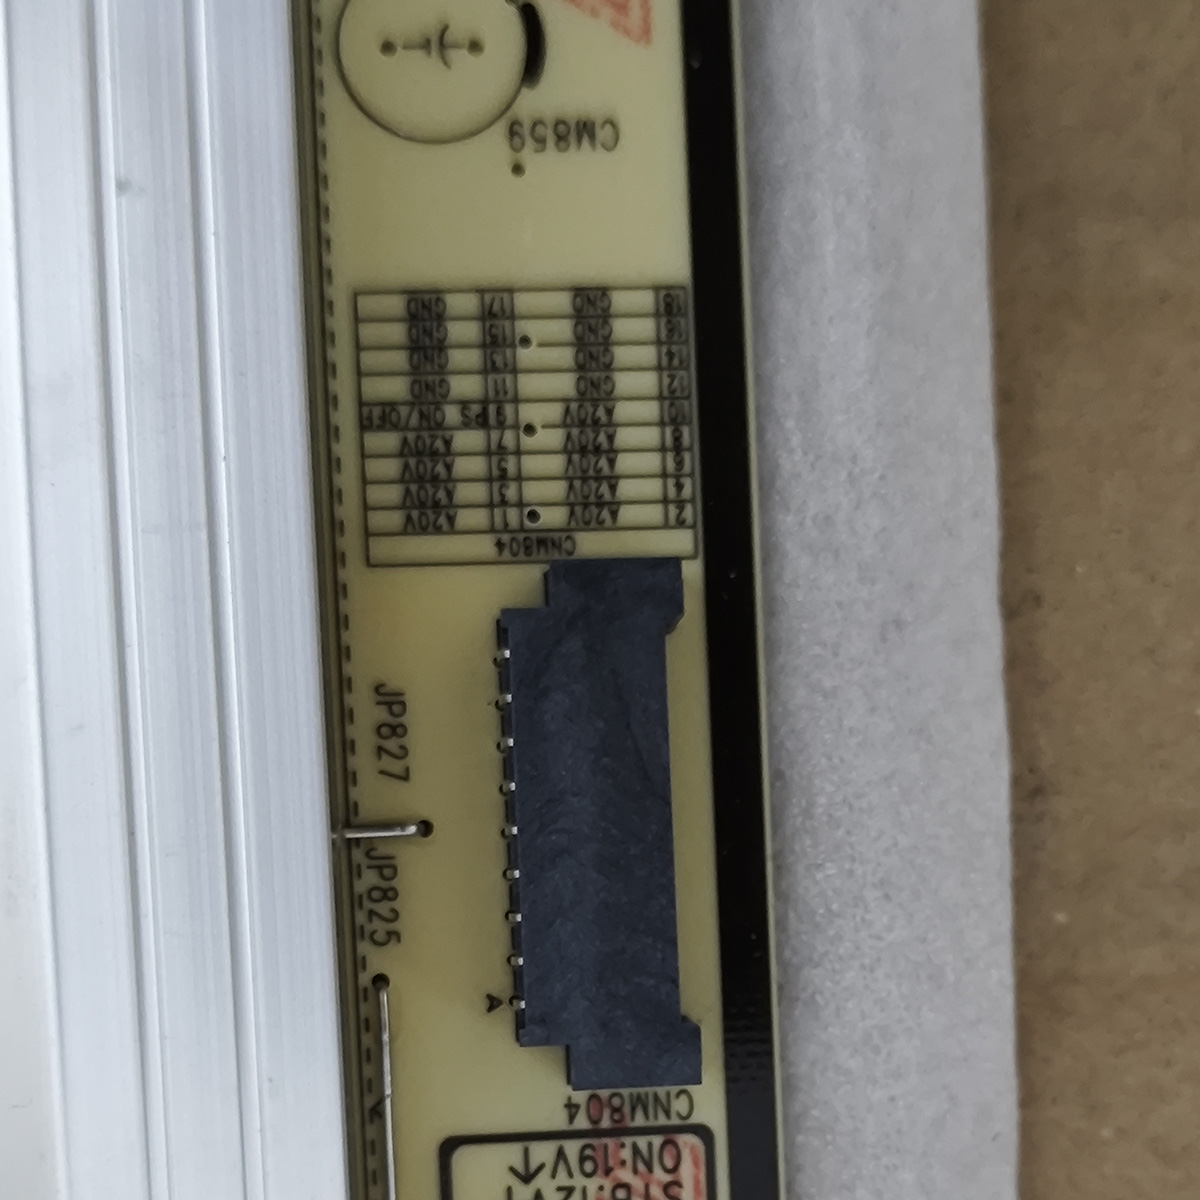 STB:12V↑
ON:19V↑
CNM804
JP825
JP827
CNM804
2 A20V 1 A20V
4 A20V 3 A20V
6 A20V 5 A20V
8 A20V 7 A20V
10 A20V 9 PS ON/OFF
12 GND 11 GND
14 GND 13 GND
16 GND 15 GND
18 GND 17 GND
CM859